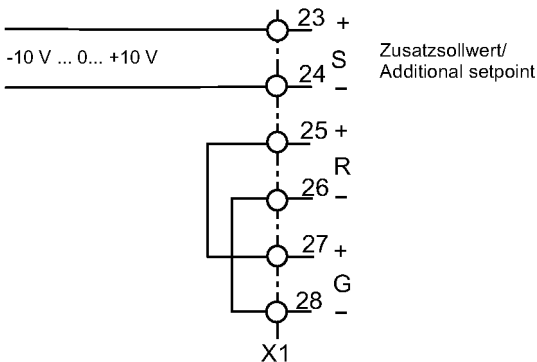 23 +
-10 V ... 0... +10 V
S
Zusatzsollwert/
Additional setpoint
24 –
25 +
R
26 –
27 +
G
28 –
X1